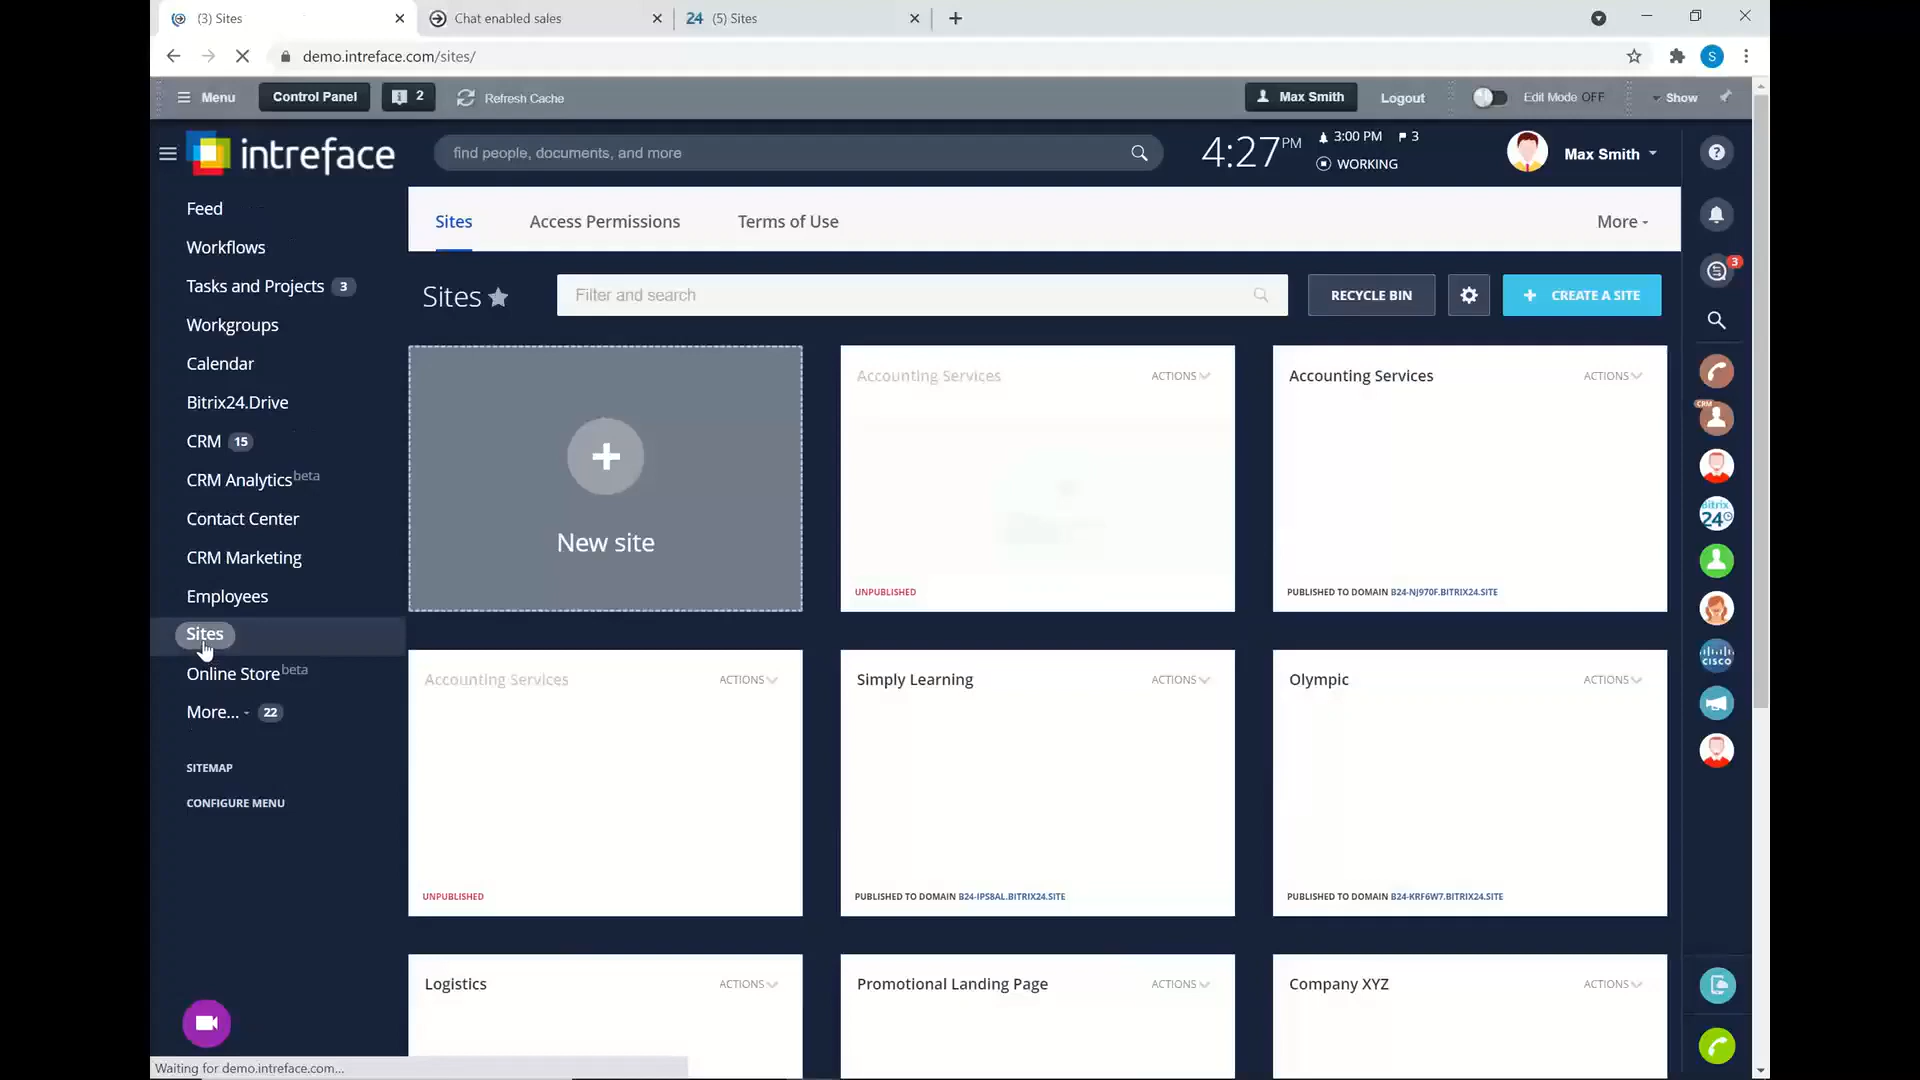 (3) Sites
Chat enabled sales
24 (5) Sites
demo.intreface.com/sites/
S
Menu
Control Panel
2
Refresh Cache
Max Smith
Logout
Edit Mode OFF
Show
intreface
find people, documents, and more
4:27 PM
3:00 PM 3
WORKING
Max Smith
Feed
Workflows
Tasks and Projects 3
Workgroups
Calendar
Bitrix24.Drive
CRM 15
CRM Analytics beta
Contact Center
CRM Marketing
Employees
Sites
Online Store beta
More... 22
SITEMAP
CONFIGURE MENU
Sites
Access Permissions
Terms of Use
More
Sites
Filter and search
RECYCLE BIN
+ CREATE A SITE
New site
Accounting Services ACTIONS
UNPUBLISHED
Accounting Services ACTIONS
PUBLISHED TO DOMAIN B24-NJ970F.BITRIX24.SITE
Accounting Services ACTIONS
UNPUBLISHED
Simply Learning ACTIONS
PUBLISHED TO DOMAIN B24-IPS8AL.BITRIX24.SITE
Olympic ACTIONS
PUBLISHED TO DOMAIN B24-KRF6W7.BITRIX24.SITE
Logistics ACTIONS
Promotional Landing Page ACTIONS
Company XYZ ACTIONS
?
3
CRM
bitrix
24
CISCO
Waiting for demo.intreface.com...